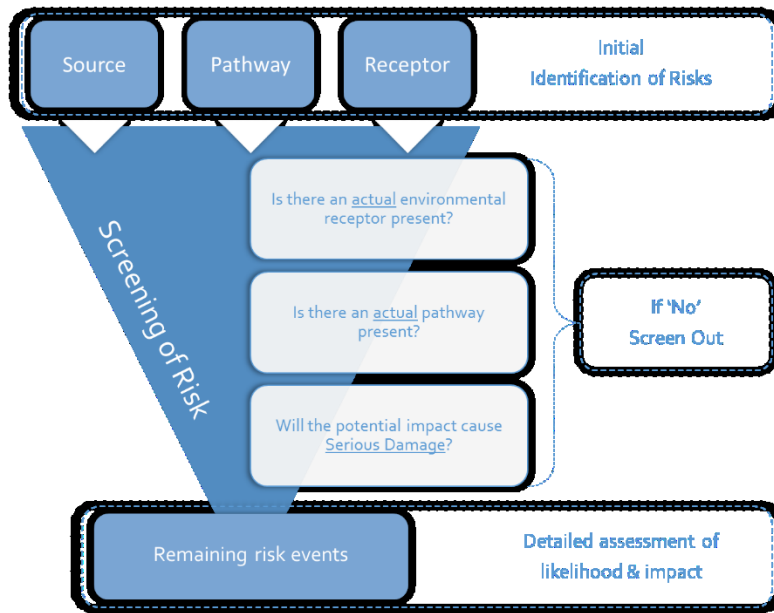 Source
Pathway
Receptor
Initial
Identification of Risks
Screening of Risk
Is there an actual environmental
receptor present?
Is there an actual pathway
present?
Will the potential impact cause
Serious Damage?
If ‘No’
Screen Out
Remaining risk events
Detailed assessment of
likelihood & impact